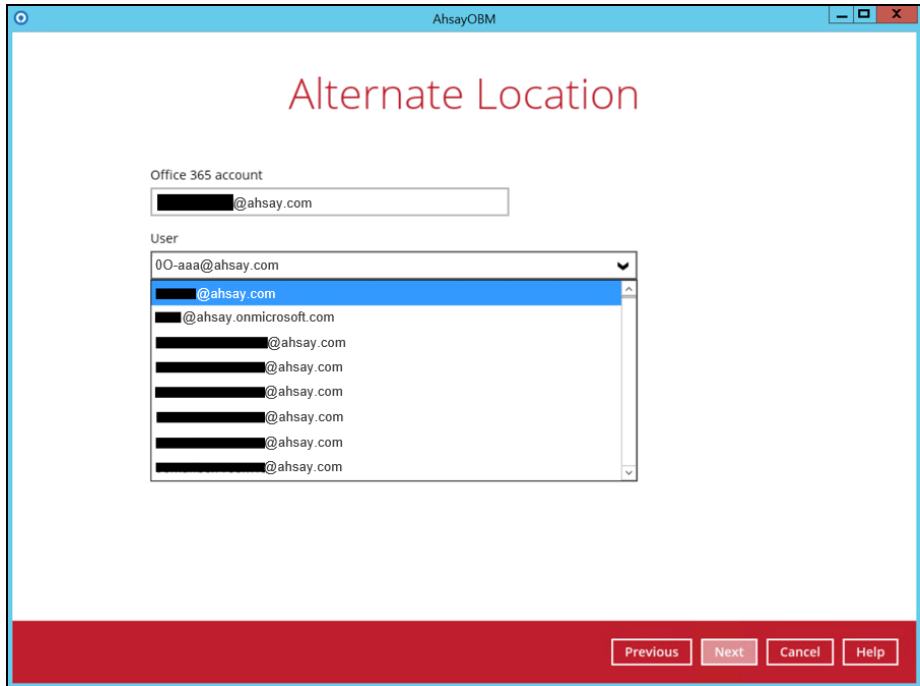 AhsayOBM
Alternate Location
Office 365 account
@ahsay.com
User
0O-aaa@ahsay.com
@ahsay.com
@ahsay.onmicrosoft.com
@ahsay.com
@ahsay.com
@ahsay.com
@ahsay.com
@ahsay.com
@ahsay.com
Previous Next Cancel Help